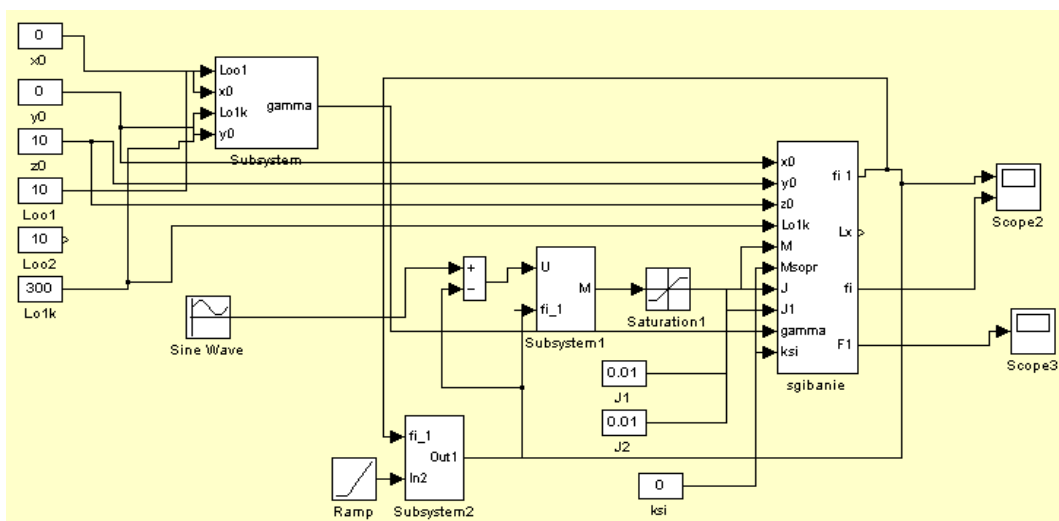 0
x0
0
y0
10
z0
10
Loo1
10
Loo2
300
Lo1k
Loo1
x0
Lo1k
y0
gamma
Subsystem
Sine Wave
+
−
U
fi_1
M
Subsystem1
Saturation1
0.01
J1
0.01
J2
Ramp
fi_1
In2
Out1
Subsystem2
0
ksi
x0
y0
z0
Lo1k
M
Msopr
J
J1
gamma
ksi
fi 1
Lx
fi
F1
sgibanie
Scope2
Scope3